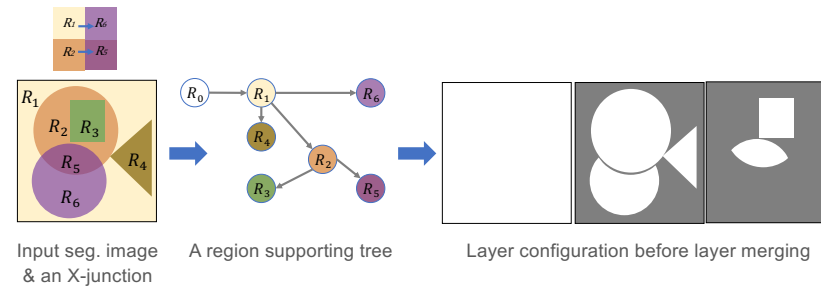 R1 R6
R2 R5
R1
R2 R3
R4
R5
R6
R0 R1 R6
R4
R2
R3 R5
Input seg. image
& an X-junction
A region supporting tree
Layer configuration before layer merging